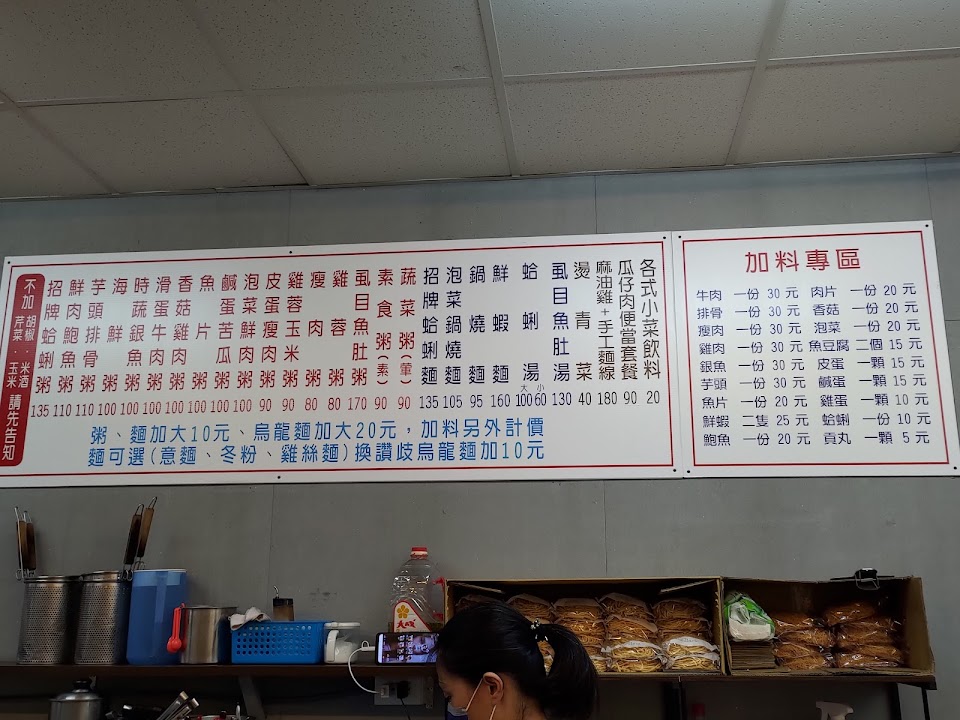 不加 胡椒、米酒
芹菜、玉米 請先告知
招牌蛤蜊粥 135
鮮肉鮑魚粥 110
芋頭排骨粥 110
海鮮粥 100
時蔬銀魚粥 100
滑蛋牛肉粥 100
香菇雞肉粥 100
魚片粥 100
鹹蛋苦瓜粥 100
泡菜鮮肉粥 100
皮蛋瘦肉粥 90
雞蓉玉米粥 90
瘦肉粥 80
雞蓉粥 80
虱目魚肚粥 170
素食粥(素) 90
蔬菜粥(葷) 90
招牌蛤蜊麵 135
泡菜鍋燒麵 105
鍋燒麵 95
鮮蝦麵 160
蛤蜊湯 大100 小60
虱目魚肚湯 130
燙青菜 40
麻油雞+手工麵線 180
瓜仔肉便當套餐 90
各式小菜飲料 20
粥、麵加大10元、烏龍麵加大20元,加料另外計價
麵可選(意麵、冬粉、雞絲麵)換讚歧烏龍麵加10元
加料專區
牛肉 一份 30 元 肉片 一份 20 元
排骨 一份 30 元 香菇 一份 20 元
瘦肉 一份 30 元 泡菜 一份 20 元
雞肉 一份 30 元 魚豆腐 二個 15 元
銀魚 一份 30 元 皮蛋 一顆 15 元
芋頭 一份 30 元 鹹蛋 一顆 15 元
魚片 一份 20 元 雞蛋 一顆 10 元
鮮蝦 二隻 25 元 蛤蜊 一份 10 元
鮑魚 一份 20 元 貢丸 一顆 5 元
大成